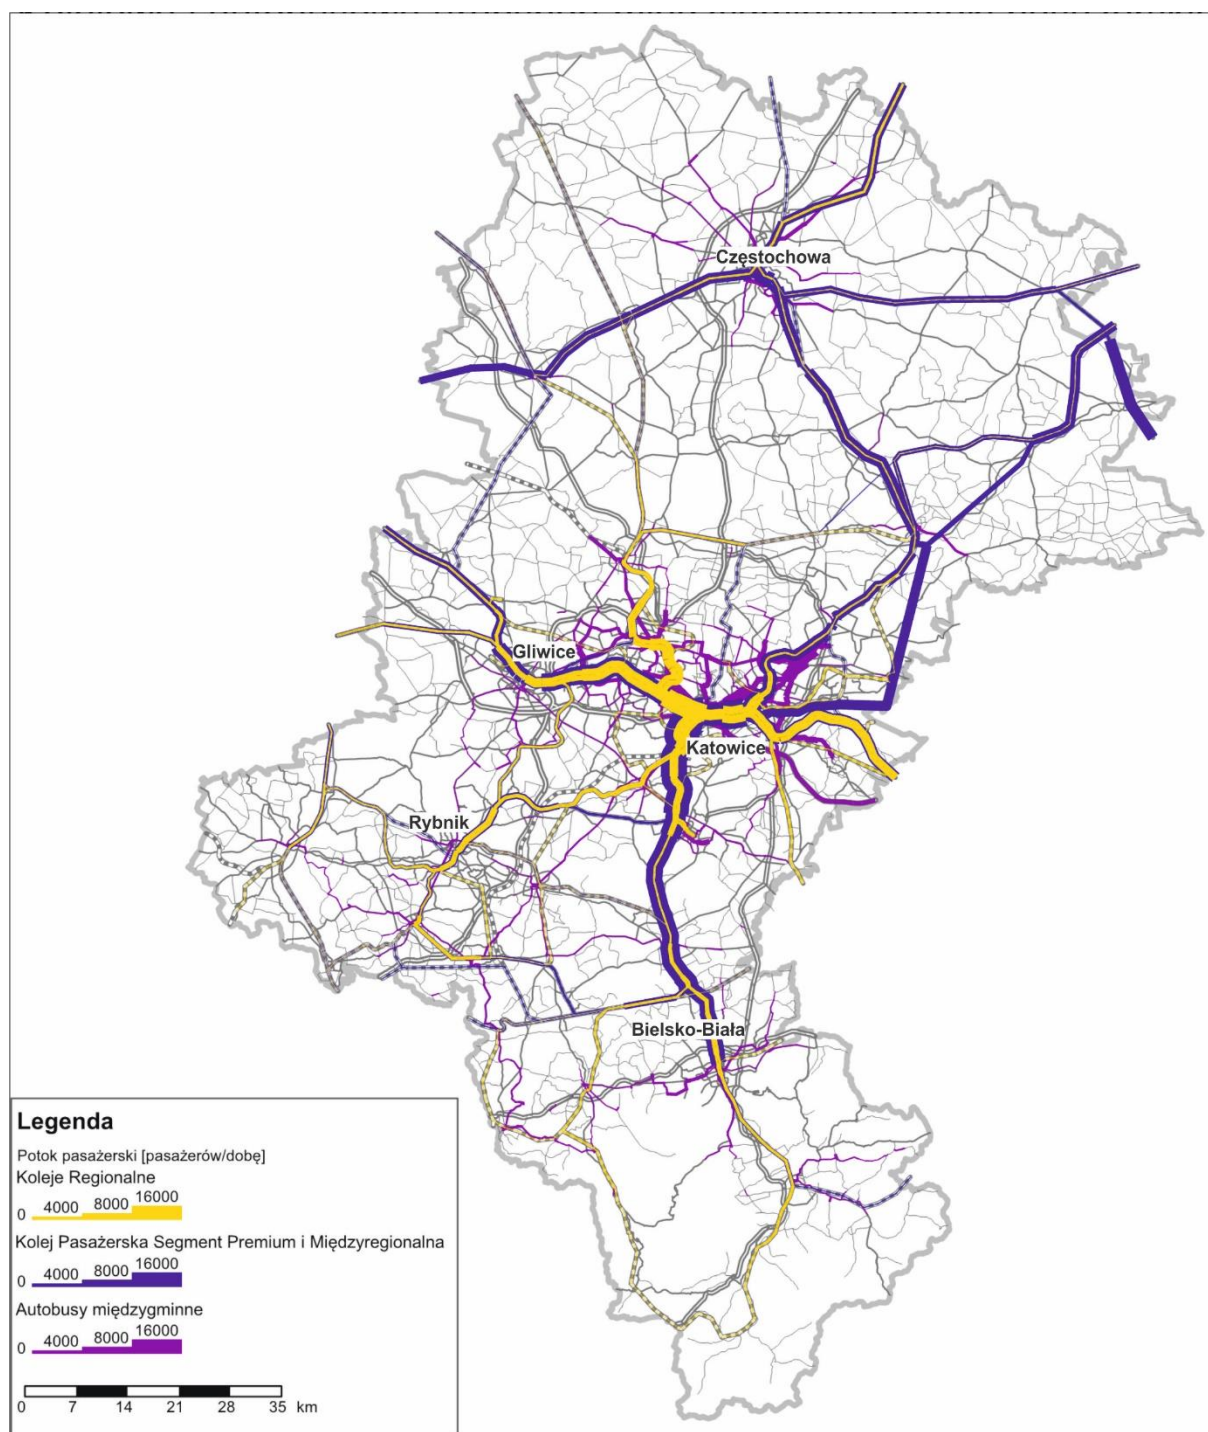 Częstochowa
Gliwice
Katowice
Rybnik
Bielsko-Biała
Legenda
Potok pasażerski [pasażerów/dobę]
Koleje Regionalne
0 4000 8000 16000
Kolej Pasażerska Segment Premium i Międzyregionalna
0 4000 8000 16000
Autobusy międzygminne
0 4000 8000 16000
0 7 14 21 28 35 km